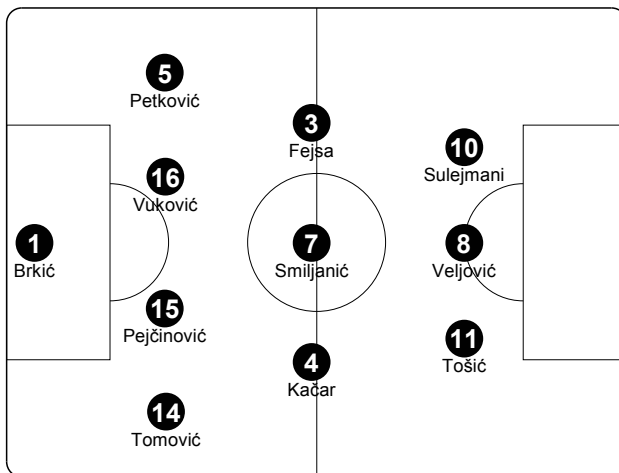 5
Petković
3
Fejsa
10
Sulejmani
16
Vuković
1
Brkić
7
Smiljanić
8
Veljović
15
Pejčinović
4
Kačar
11
Tošić
14
Tomović